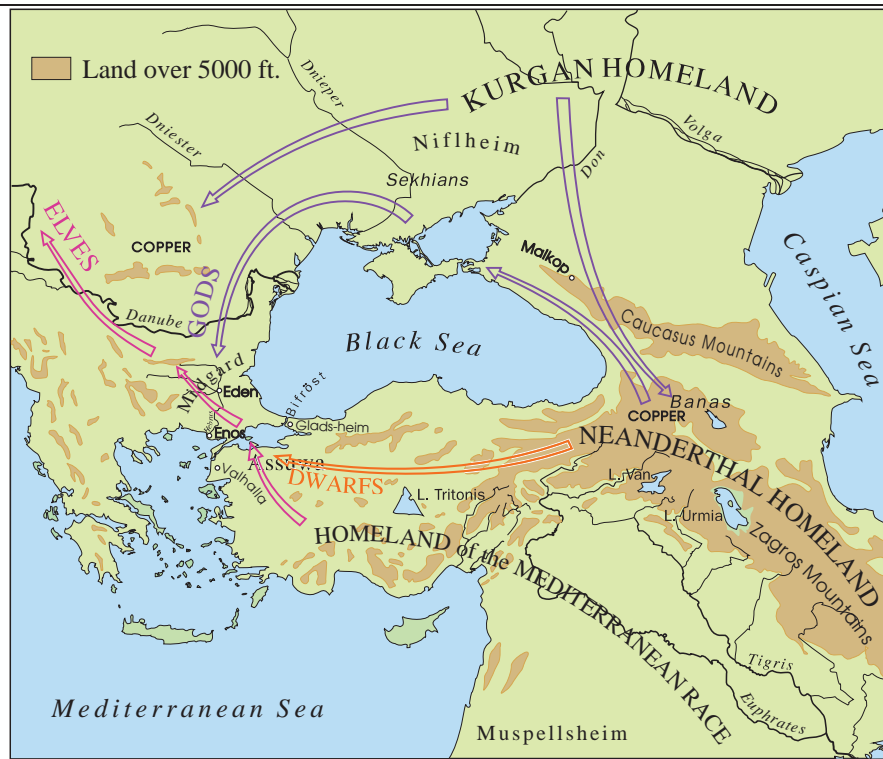 Land over 5000 ft.
KURGAN HOMELAND
Dnieper
Dniester
Niflheim
Volga
Don
Sekhians
ELVES
COPPER
GODS
Malkop
Caspian Sea
Danube
Caucasus Mountains
Black Sea
Midgard
Eden
Bifröst
Banas
COPPER
Enos
Glads-heim
NEANDERTHAL HOMELAND
Assuwa
Valhalla
DWARFS
L. Tritonis
L. Van
L. Urmia
Zagros Mountains
HOMELAND of the MEDITERRANEAN RACE
Tigris
Euphrates
Mediterranean Sea
Muspellsheim